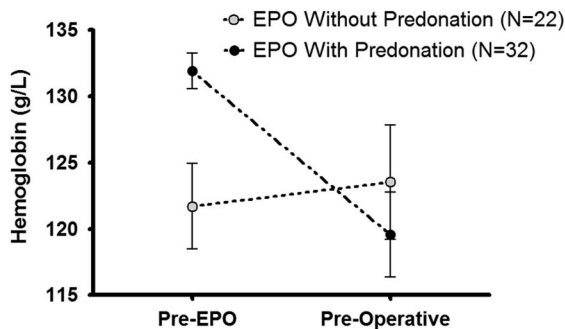 EPO Without Predonation (N=22)
EPO With Predonation (N=32)
Hemoglobin (g/L)
135
130
125
120
115
Pre-EPO Pre-Operative